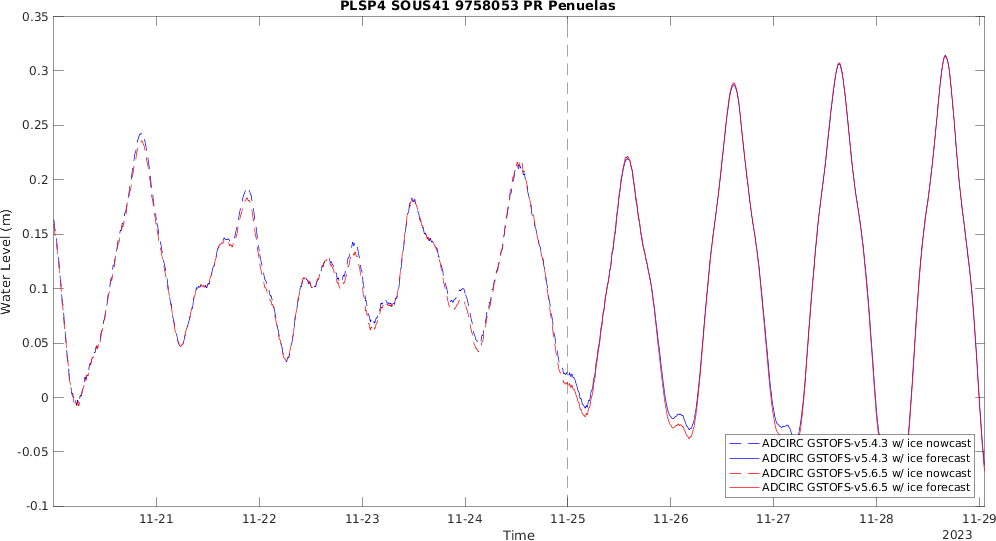 PLSP4 SOUS41 9758053 PR Penuelas
0.35
0.3
0.25
0.2
0.15
0.1
0.05
0
-0.05
-0.1
Water Level (m)
11-21 11-22 11-23 11-24 11-25 11-26 11-27 11-28 11-29
Time
2023
ADCIRC GSTOFS-v5.4.3 w/ ice nowcast
ADCIRC GSTOFS-v5.4.3 w/ ice forecast
ADCIRC GSTOFS-v5.6.5 w/ ice nowcast
ADCIRC GSTOFS-v5.6.5 w/ ice forecast